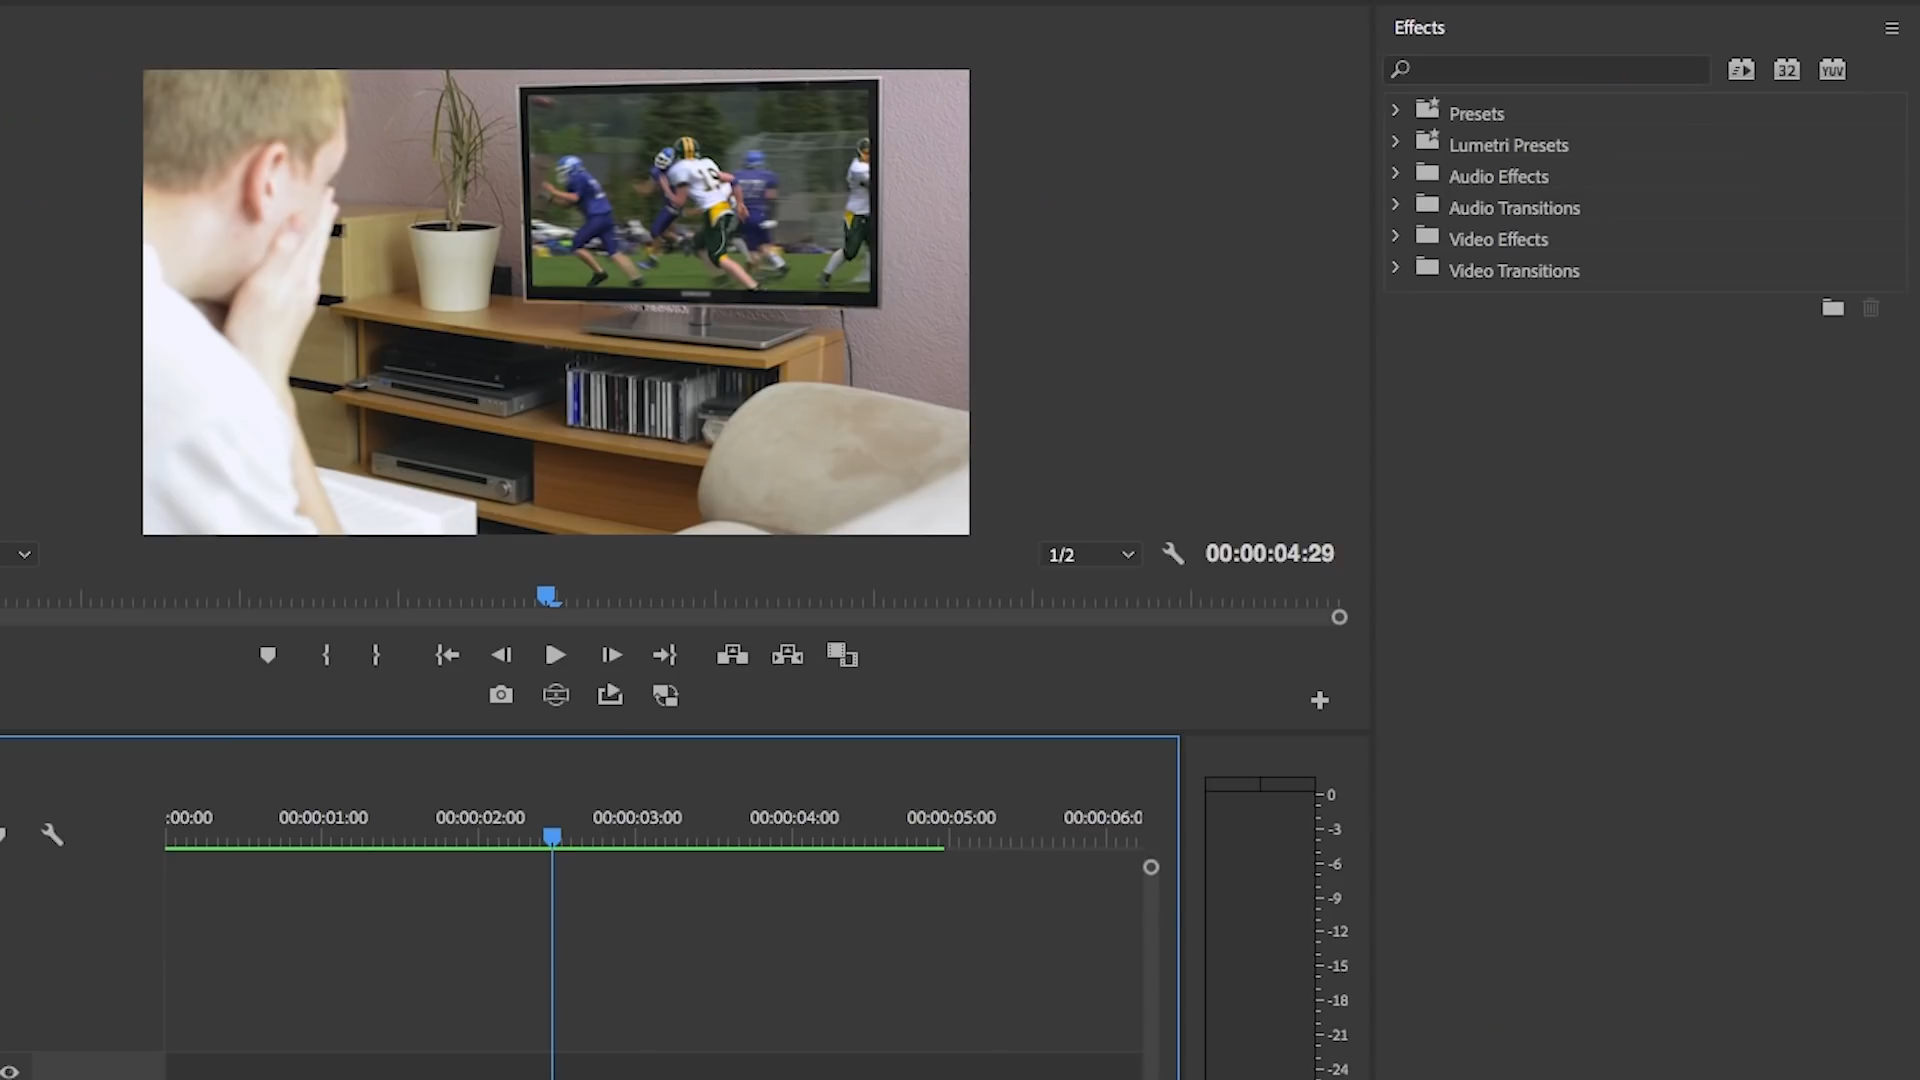 Effects
32
YUV
Presets
Lumetri Presets
Audio Effects
Audio Transitions
Video Effects
Video Transitions
19
1/2
00:00:04:29
:00:00
00:00:01:00
00:00:02:00
00:00:03:00
00:00:04:00
00:00:05:00
00:00:06:0
0
-3
-6
-9
-12
-15
-18
-21
-24